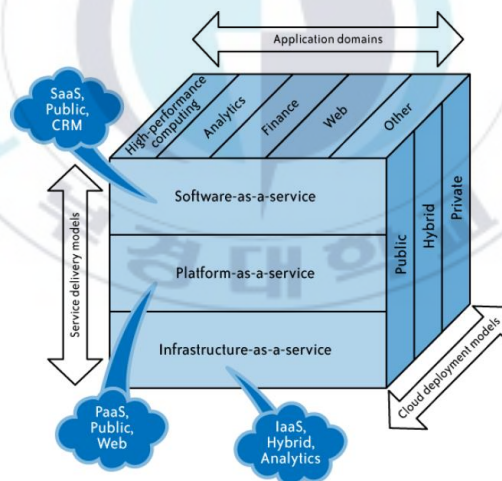 Application domains
SaaS,
Public,
CRM
High-performance
computing
Analytics
Finance
Web
Other
Service delivery models
Software-as-a-service
Platform-as-a-service
Infrastructure-as-a-service
Public
Hybrid
Private
Cloud deployment models
PaaS,
Public,
Web
IaaS,
Hybrid,
Analytics